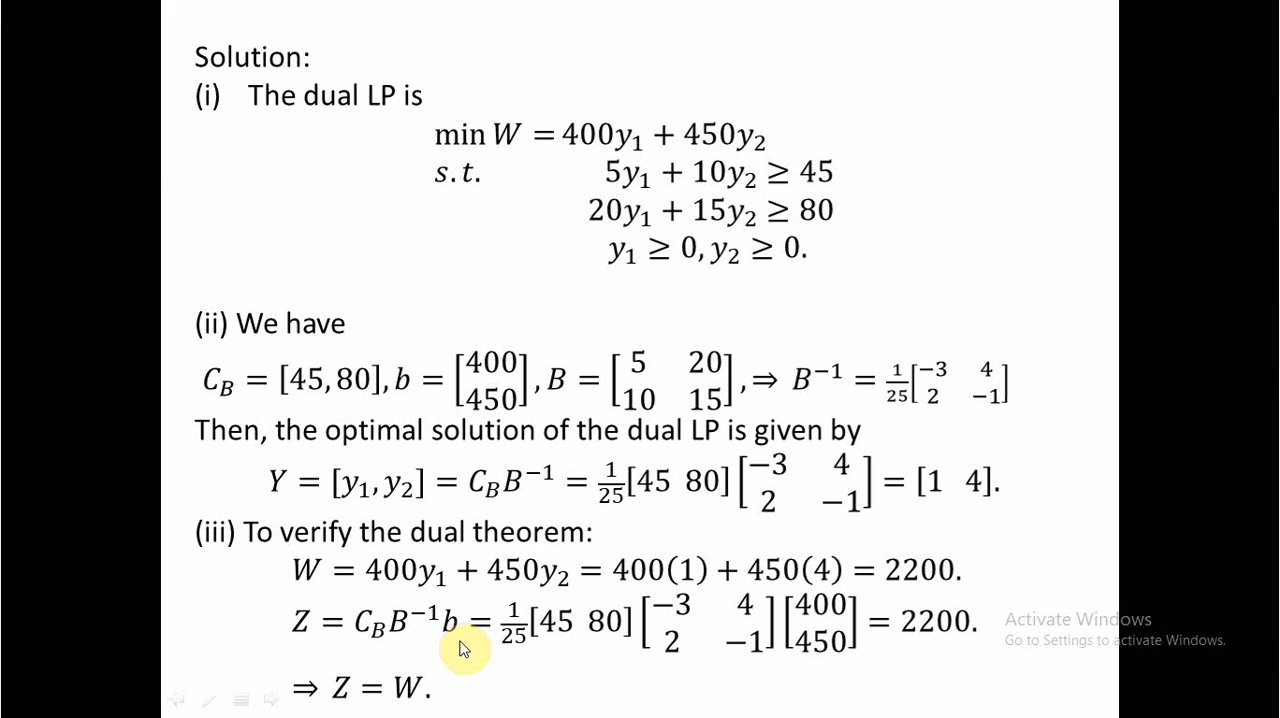 Solution:
(i) The dual LP is
min W = 400y₁ + 450y₂
s.t. 5y₁ + 10y₂ ≥ 45
20y₁ + 15y₂ ≥ 80
y₁ ≥ 0, y₂ ≥ 0.
(ii) We have
C_B = [45, 80], b = [400; 450], B = [5 20; 10 15], ⇒ B⁻¹ = 1/25 [−3 4; 2 −1]
Then, the optimal solution of the dual LP is given by
Y = [y₁, y₂] = C_B B⁻¹ = 1/25 [45 80] [−3 4; 2 −1] = [1 4].
(iii) To verify the dual theorem:
W = 400y₁ + 450y₂ = 400(1) + 450(4) = 2200.
Z = C_B B⁻¹b = 1/25 [45 80] [−3 4; 2 −1] [400; 450] = 2200.
⇒ Z = W.
Activate Windows
Go to Settings to activate Windows.